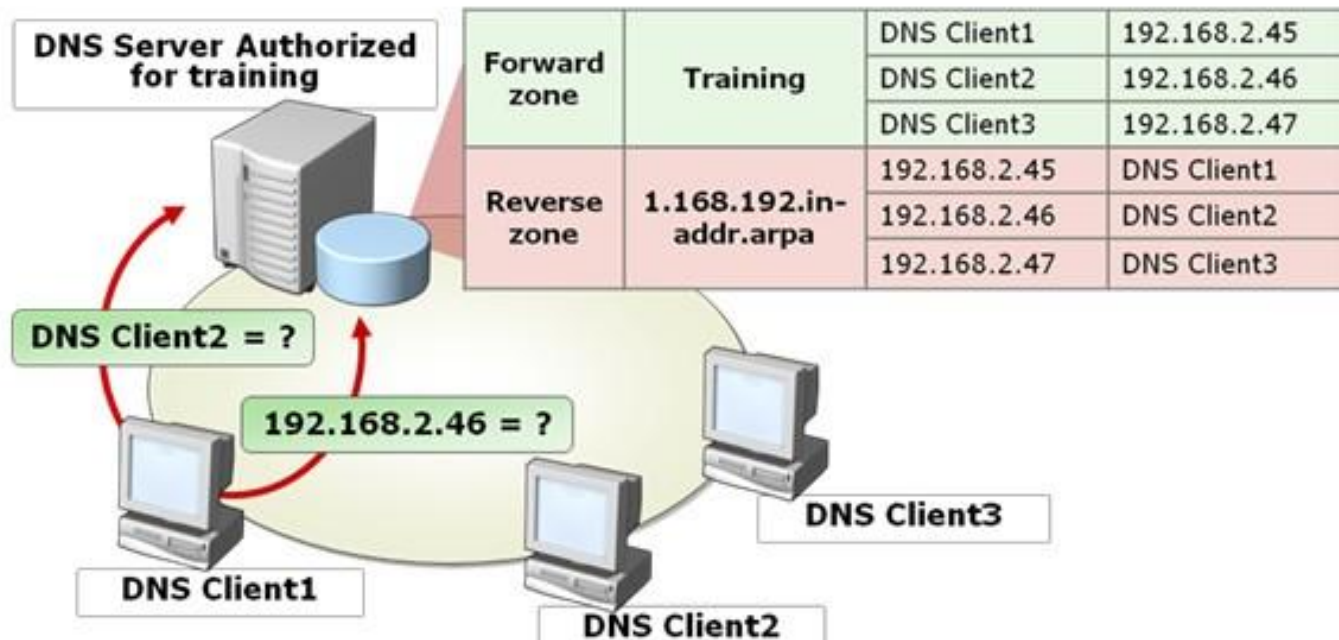 DNS Server Authorized
for training
Forward
zone
Training
DNS Client1 192.168.2.45
DNS Client2 192.168.2.46
DNS Client3 192.168.2.47
Reverse
zone
1.168.192.in-
addr.arpa
192.168.2.45 DNS Client1
192.168.2.46 DNS Client2
192.168.2.47 DNS Client3
DNS Client2 = ?
192.168.2.46 = ?
DNS Client3
DNS Client1
DNS Client2